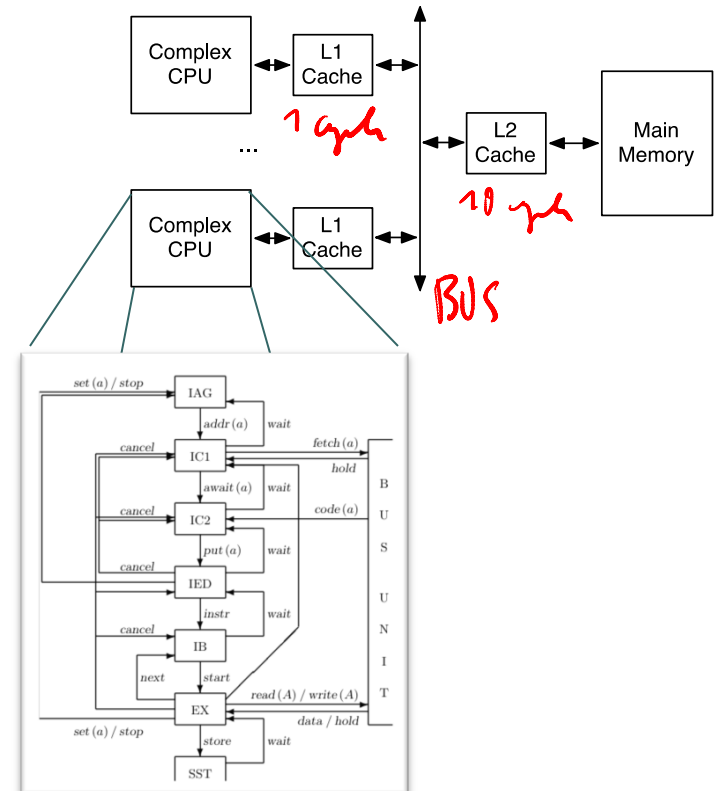 Complex
CPU
L1
Cache
1 cycle
...
L2
Cache
Main
Memory
10 cycle
Complex
CPU
L1
Cache
BUS
set(a) / stop
IAG
addr(a)
wait
cancel
IC1
fetch(a)
hold
await(a)
wait
cancel
IC2
code(a)
put(a)
wait
cancel
IED
instr
wait
cancel
IB
next
start
EX
read(A) / write(A)
data / hold
set(a) / stop
store
wait
SST
B
U
S
U
N
I
T